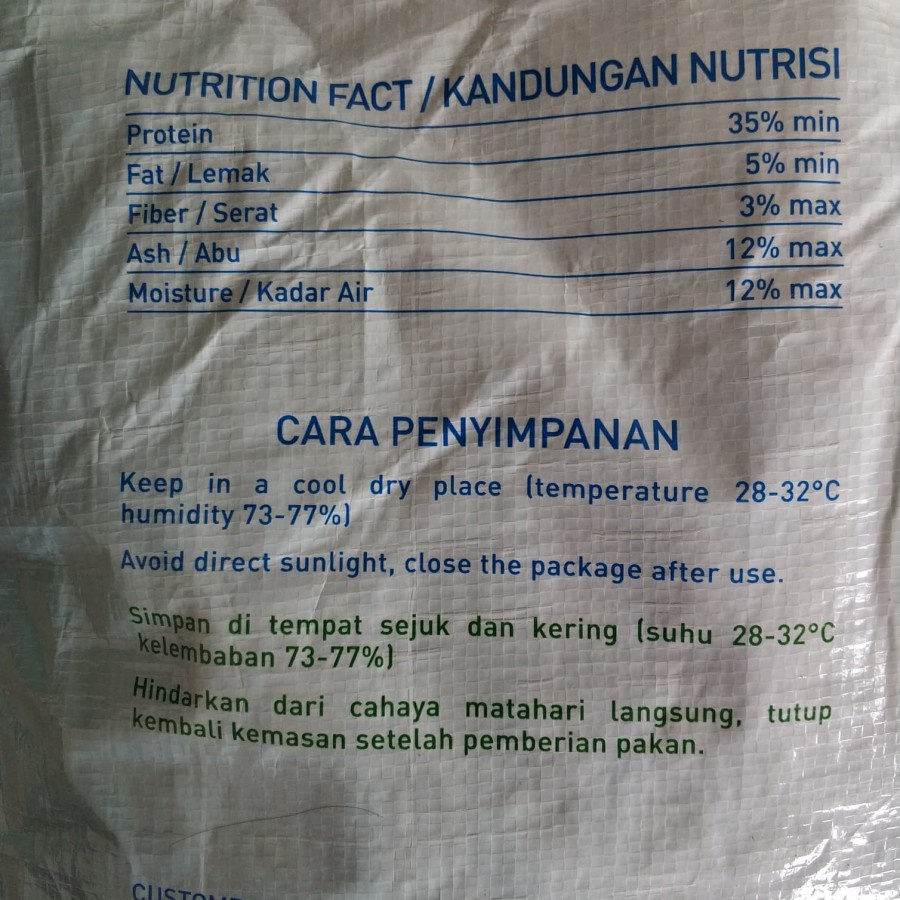 NUTRITION FACT / KANDUNGAN NUTRISI
Protein 35% min
Fat / Lemak 5% min
Fiber / Serat 3% max
Ash / Abu 12% max
Moisture / Kadar Air 12% max
CARA PENYIMPANAN
Keep in a cool dry place (temperature 28-32°C
humidity 73-77%)
Avoid direct sunlight, close the package after use.
Simpan di tempat sejuk dan kering (suhu 28-32°C
kelembaban 73-77%)
Hindarkan dari cahaya matahari langsung, tutup
kembali kemasan setelah pemberian pakan.